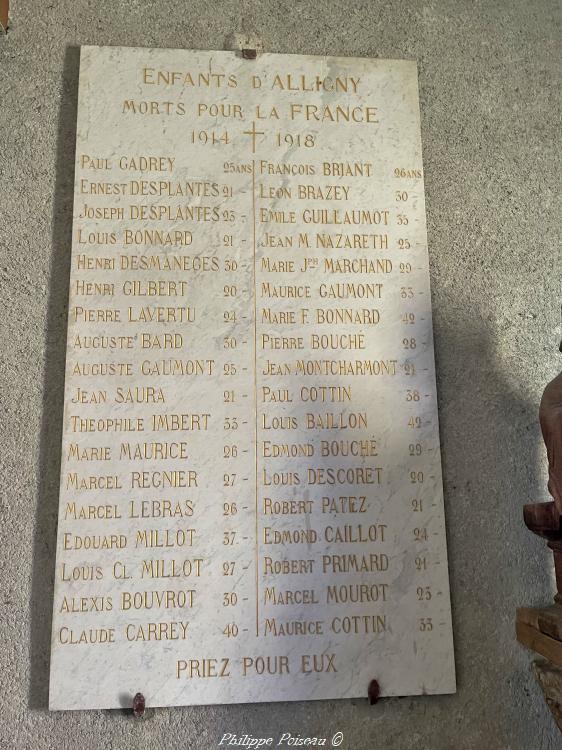 ENFANTS D'ALLIGNY
MORTS POUR LA FRANCE
1914 † 1918
PAUL GADREY 25 ANS
ERNEST DESPLANTES 21 -
JOSEPH DESPLANTES 23 -
LOUIS BONNARD 21 -
HENRI DESMANEGES 30 -
HENRI GILBERT 20 -
PIERRE LAVERTU 24 -
AUGUSTE BARD 30 -
AUGUSTE GAUMONT 25 -
JEAN SAURA 21 -
THEOPHILE IMBERT 33 -
MARIE MAURICE 26 -
MARCEL REGNIER 27 -
MARCEL LEBRAS 26 -
EDOUARD MILLOT 37 -
LOUIS CL. MILLOT 27 -
ALEXIS BOUVROT 30 -
CLAUDE CARREY 40 -
FRANÇOIS BRIANT 26 ANS
LÉON BRAZEY 30 -
EMILE GUILLAUMOT 35 -
JEAN M. NAZARETH 25 -
MARIE JPH MARCHAND 29 -
MAURICE GAUMONT 33 -
MARIE F. BONNARD 42 -
PIERRE BOUCHÉ 28 -
JEAN MONTCHARMONT 21 -
PAUL COTTIN 38 -
LOUIS BAILLON 42 -
EDMOND BOUCHÉ 29 -
LOUIS DESCORET 20 -
ROBERT PATEZ 21 -
EDMOND CAILLOT 24 -
ROBERT PRIMARD 21 -
MARCEL MOUROT 23 -
MAURICE COTTIN 33 -
PRIEZ POUR EUX
Philippe Poiseau ©